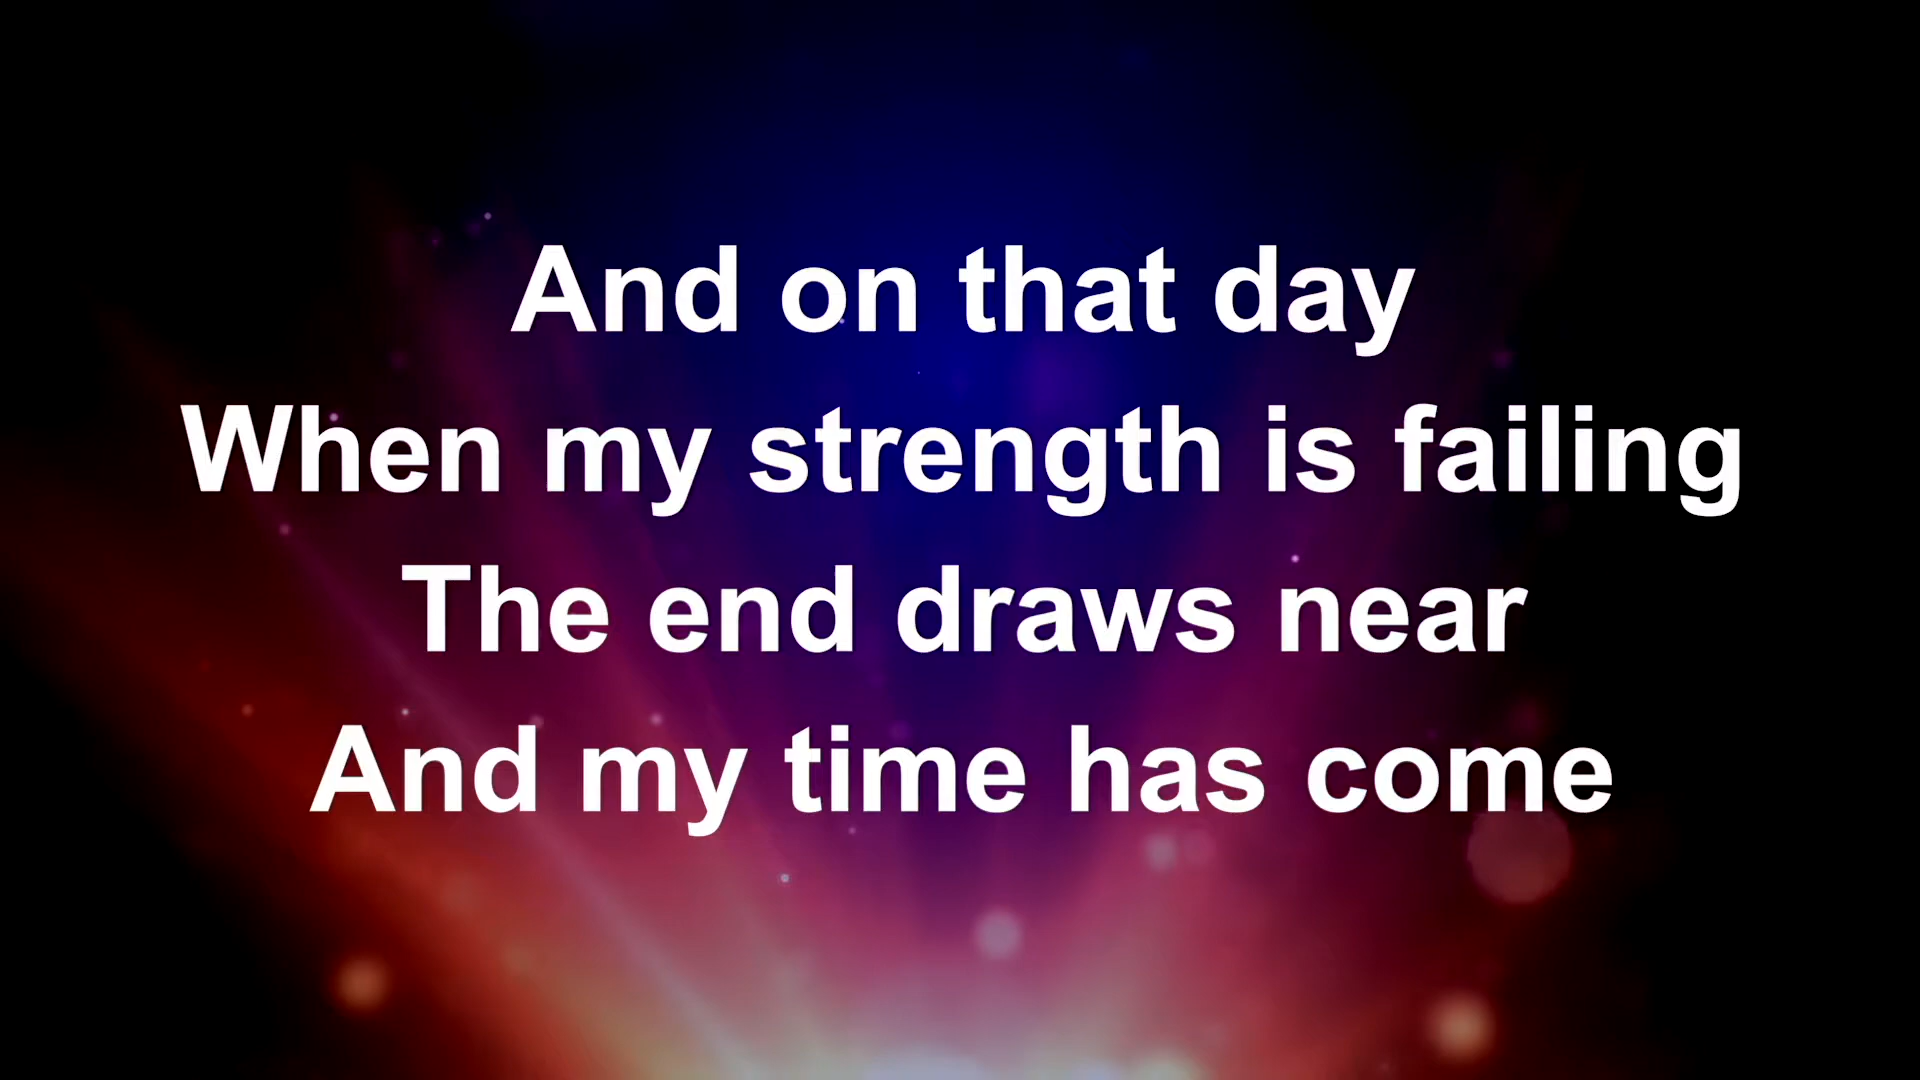 And on that day
When my strength is failing
The end draws near
And my time has come